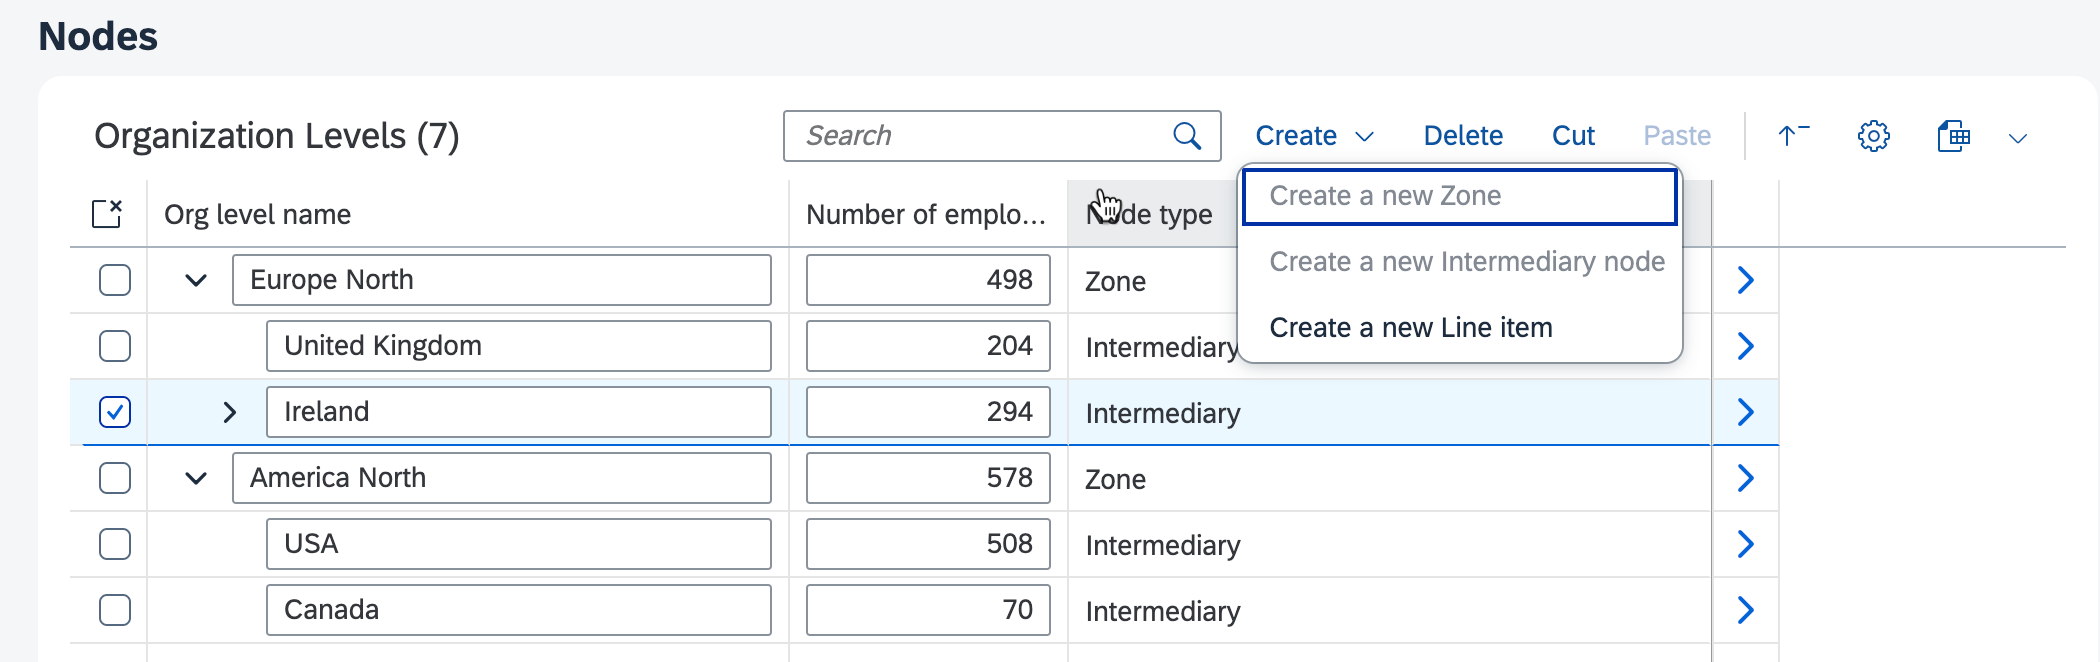 Nodes
Organization Levels (7)
Search
Create
Delete
Cut
Paste
Create a new Zone
Create a new Intermediary node
Create a new Line item
Org level name
Number of emplo...
Node type
Europe North
498
Zone
United Kingdom
204
Intermediary
Ireland
294
Intermediary
America North
578
Zone
USA
508
Intermediary
Canada
70
Intermediary